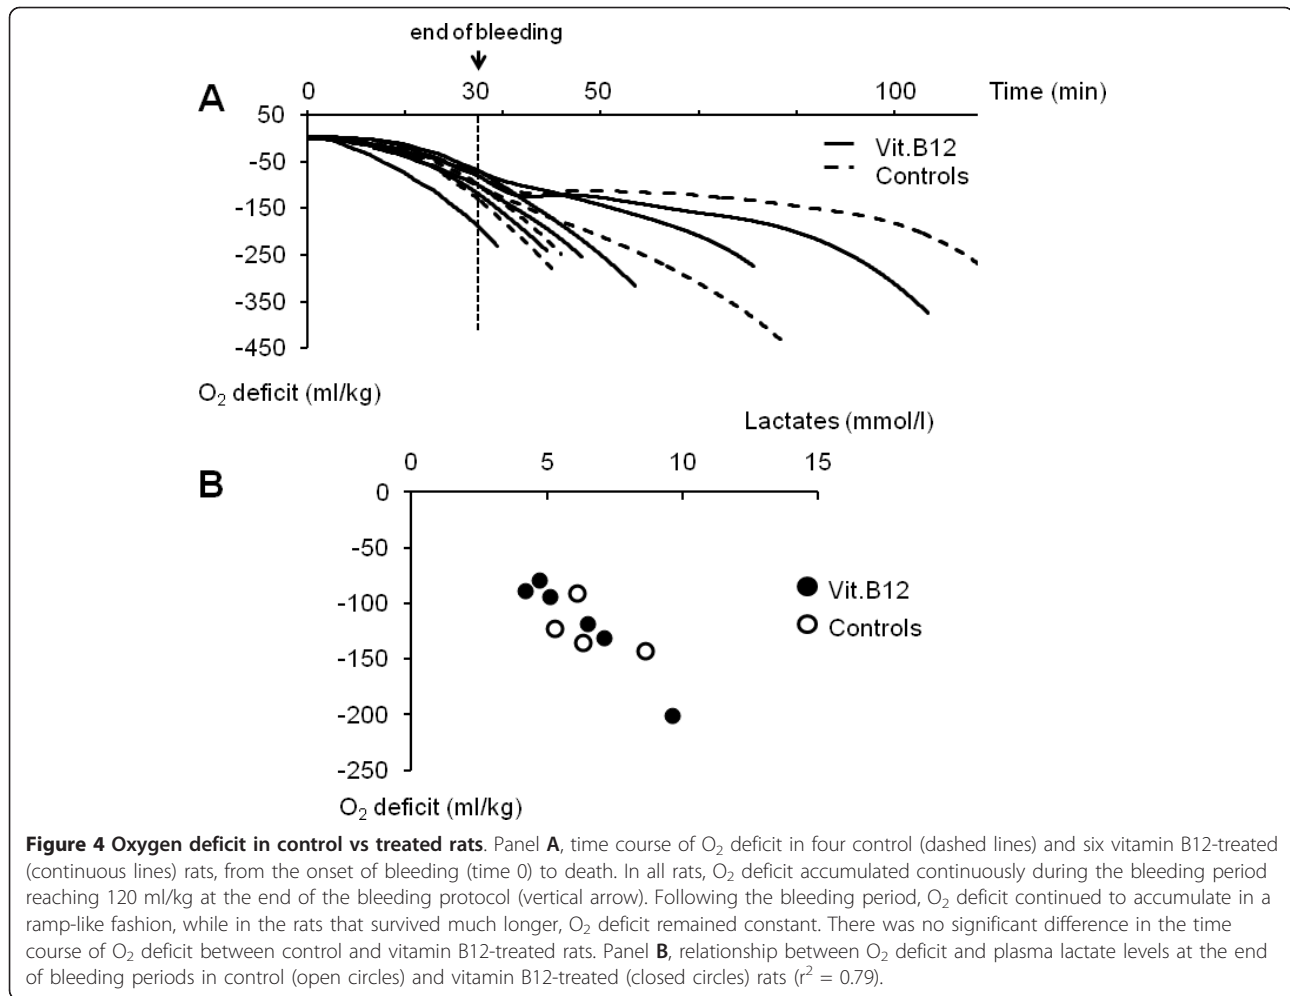 end of bleeding
A
0 30 50 100 Time (min)
50
-50
-150
-250
-350
-450
Vit.B12
Controls
O2 deficit (ml/kg)
Lactates (mmol/l)
B
0 5 10 15
0
-50
-100
-150
-200
-250
Vit.B12
Controls
O2 deficit (ml/kg)
Figure 4 Oxygen deficit in control vs treated rats. Panel A, time course of O2 deficit in four control (dashed lines) and six vitamin B12-treated
(continuous lines) rats, from the onset of bleeding (time 0) to death. In all rats, O2 deficit accumulated continuously during the bleeding period
reaching 120 ml/kg at the end of the bleeding protocol (vertical arrow). Following the bleeding period, O2 deficit continued to accumulate in a
ramp-like fashion, while in the rats that survived much longer, O2 deficit remained constant. There was no significant difference in the time
course of O2 deficit between control and vitamin B12-treated rats. Panel B, relationship between O2 deficit and plasma lactate levels at the end
of bleeding periods in control (open circles) and vitamin B12-treated (closed circles) rats (r2 = 0.79).